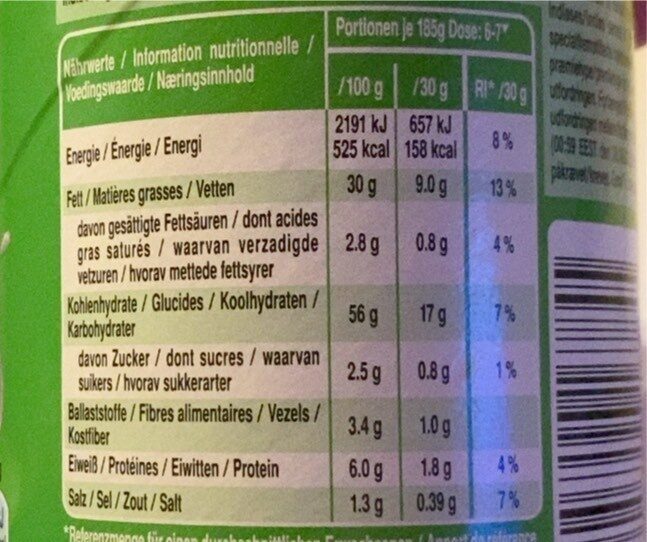 Nährwerte / Information nutritionnelle /
Voedingswaarde / Næringsinnhold
Portionen je 185g Dose: 6-7
/100 g /30 g RI* /30 g
Energie / Énergie / Energi
2191 kJ 657 kJ
525 kcal 158 kcal 8 %
Fett / Matières grasses / Vetten 30 g 9.0 g 13 %
davon gesättigte Fettsäuren / dont acides
gras saturés / waarvan verzadigde 2.8 g 0.8 g 4 %
vetzuren / hvorav mettede fettsyrer
Kohlenhydrate / Glucides / Koolhydraten / 56 g 17 g 7 %
Karbohydrater
davon Zucker / dont sucres / waarvan 2.5 g 0.8 g 1 %
suikers / hvorav sukkerarter
Ballaststoffe / Fibres alimentaires / Vezels / 3.4 g 1.0 g
Kostfiber
Eiweiß / Protéines / Eiwitten / Protein 6.0 g 1.8 g 4 %
Salz / Sel / Zout / Salt 1.3 g 0.39 g 7 %
*Referenzmenge für einen durchschnittlichen